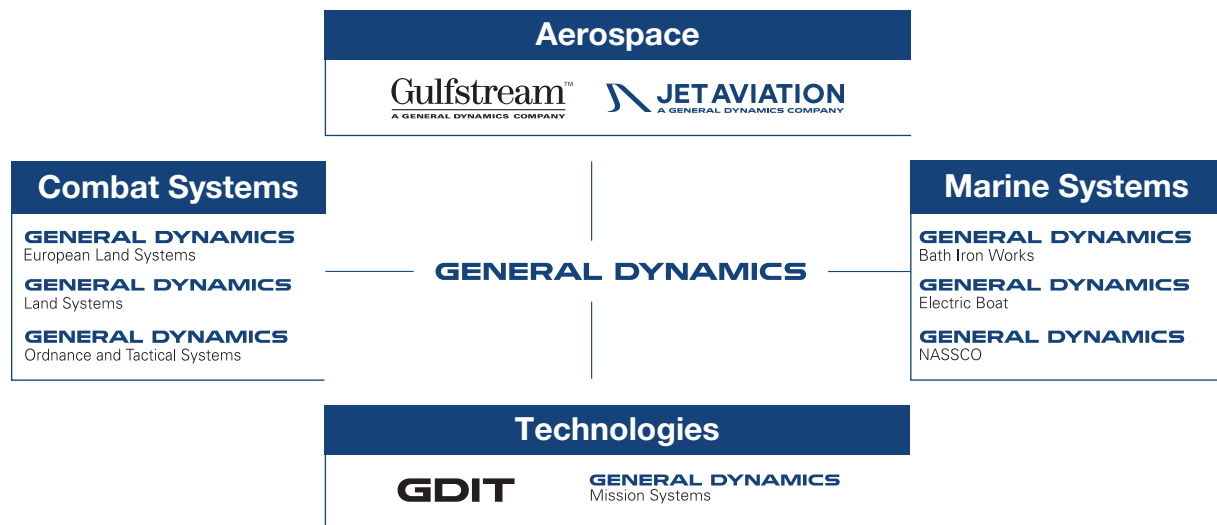 Aerospace
Gulfstream™
A GENERAL DYNAMICS COMPANY
JET AVIATION
A GENERAL DYNAMICS COMPANY
Combat Systems
GENERAL DYNAMICS
European Land Systems
GENERAL DYNAMICS
Land Systems
GENERAL DYNAMICS
Ordnance and Tactical Systems
GENERAL DYNAMICS
Marine Systems
GENERAL DYNAMICS
Bath Iron Works
GENERAL DYNAMICS
Electric Boat
GENERAL DYNAMICS
NASSCO
Technologies
GDIT
GENERAL DYNAMICS
Mission Systems